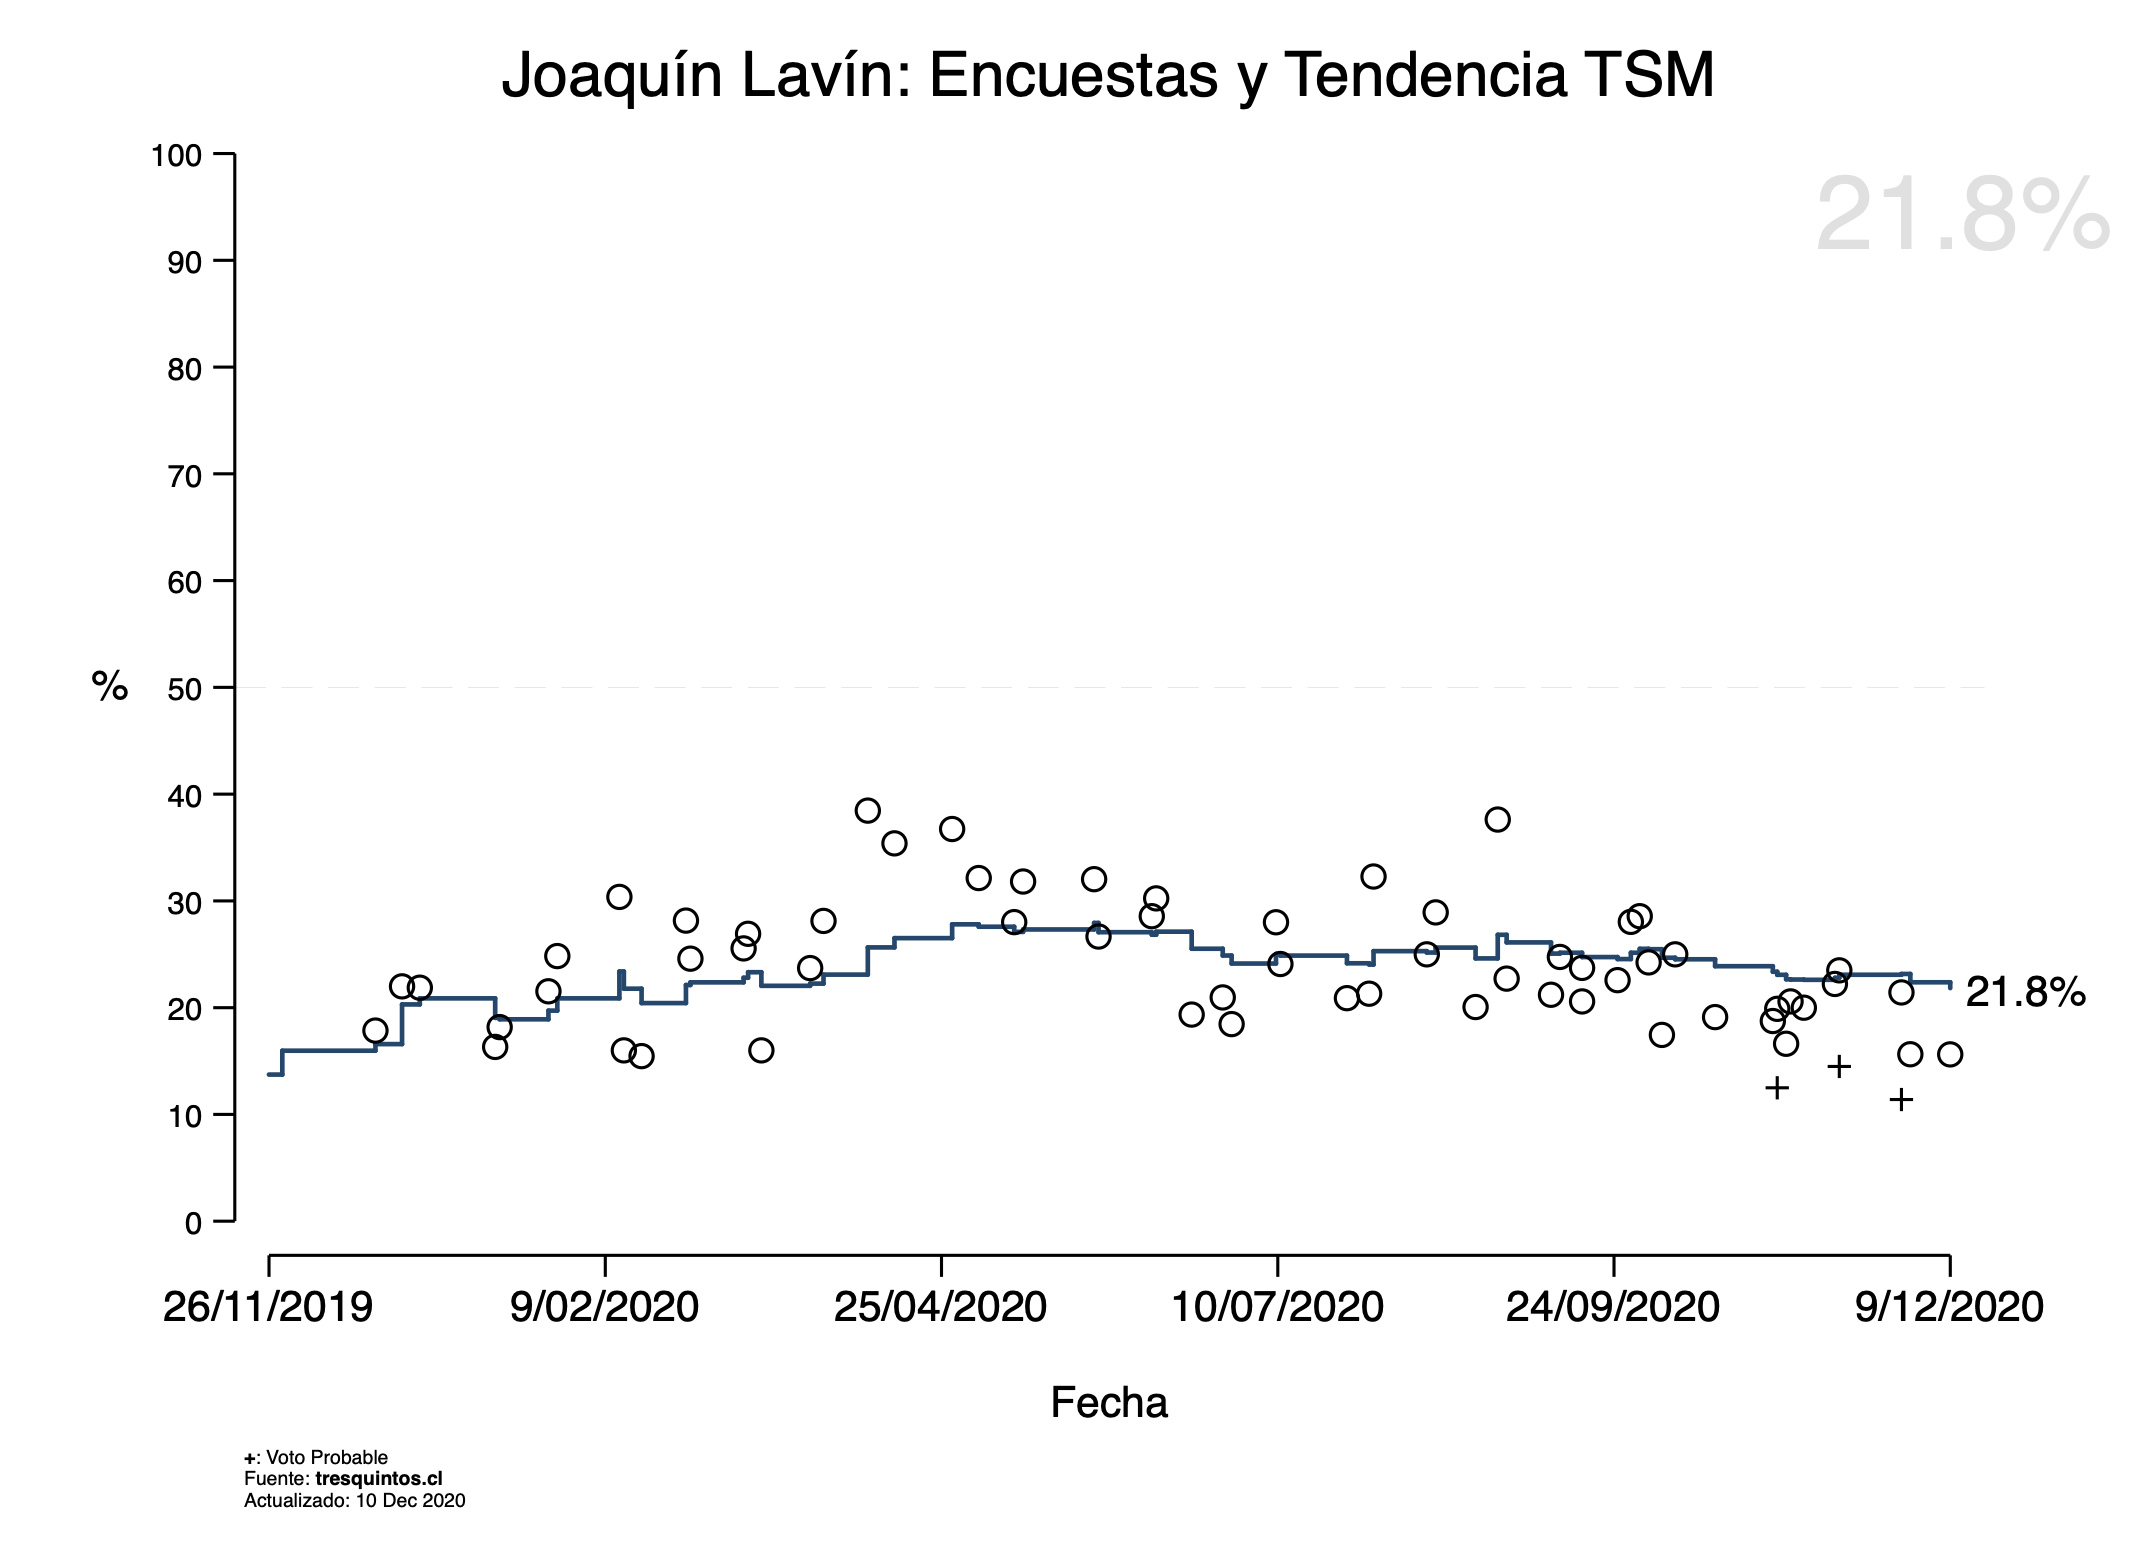 Joaquín Lavín: Encuestas y Tendencia TSM
21.8%
100
90
80
70
60
50
40
30
20
10
0
%
21.8%
26/11/2019 9/02/2020 25/04/2020 10/07/2020 24/09/2020 9/12/2020
Fecha
+: Voto Probable
Fuente: tresquintos.cl
Actualizado: 10 Dec 2020